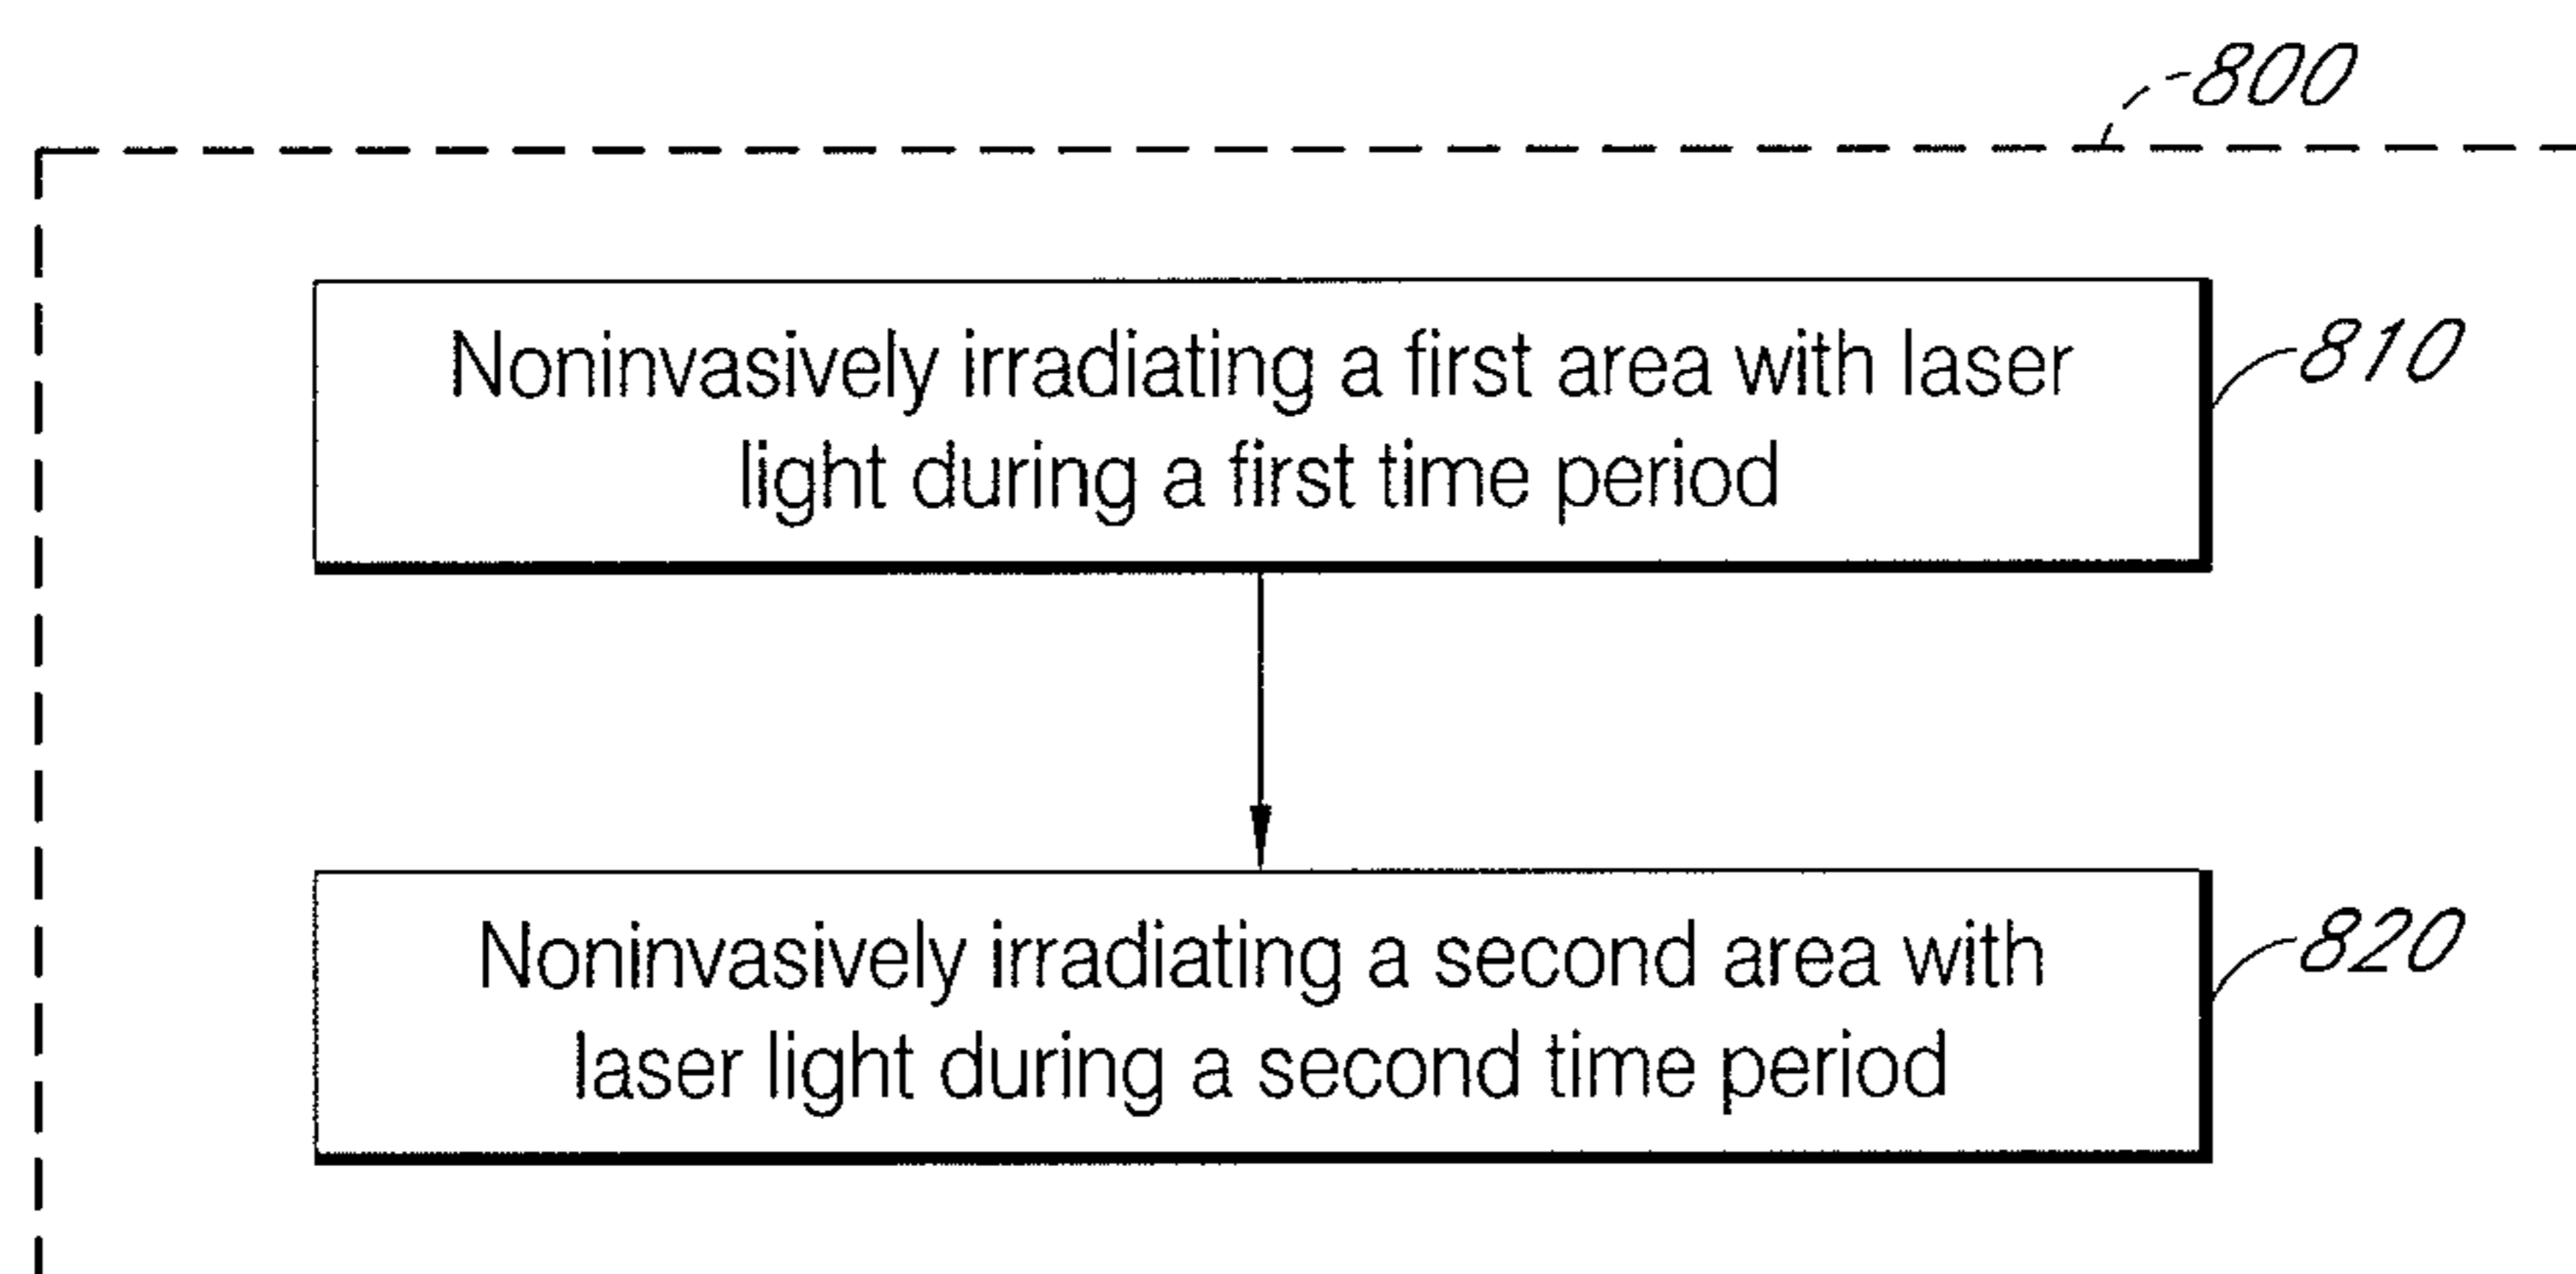 800
Noninvasively irradiating a first area with laser
light during a first time period
810
Noninvasively irradiating a second area with
laser light during a second time period
820